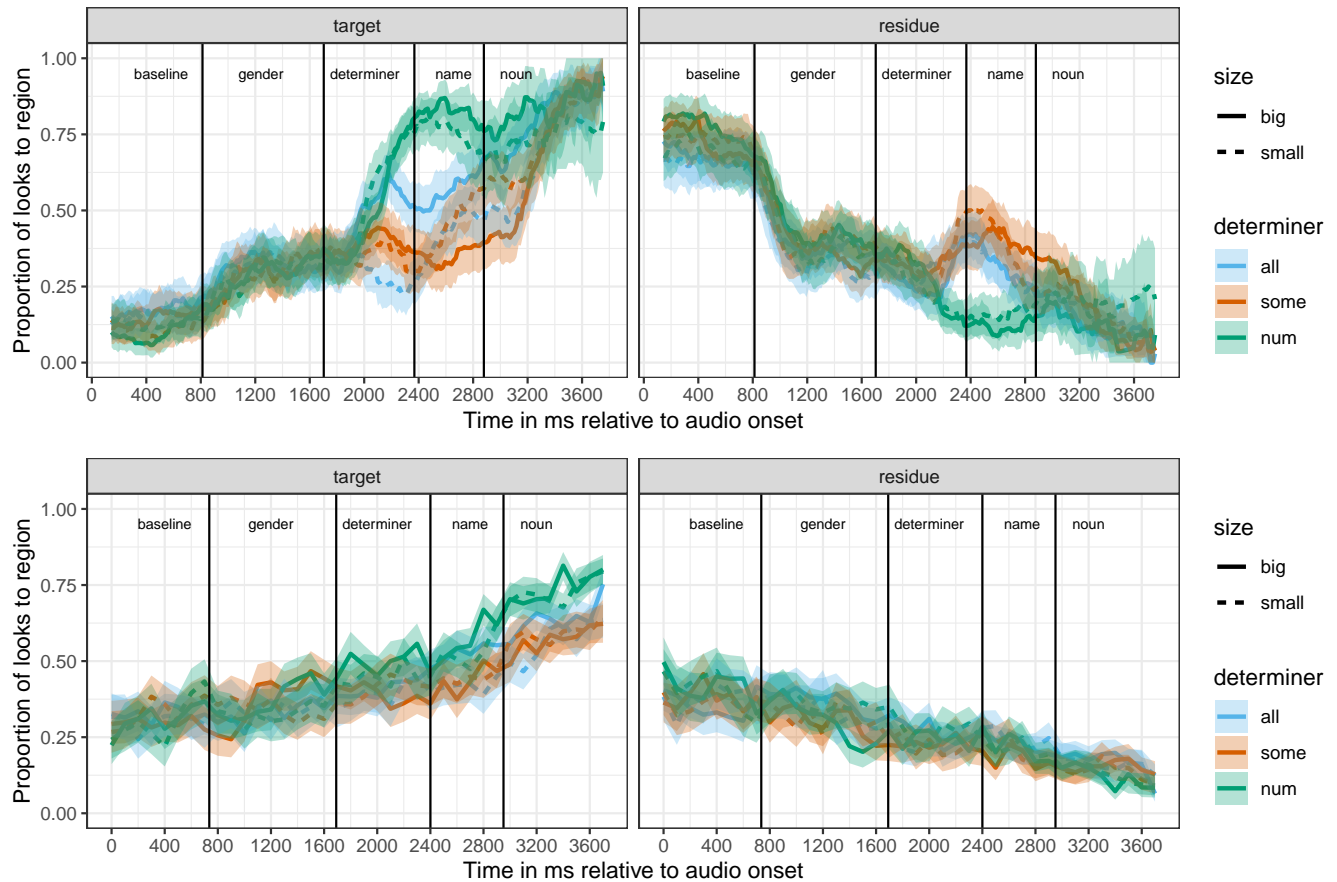 target
residue
1.00
0.75
0.50
0.25
0.00
Proportion of looks to region
baseline gender determiner name noun
baseline gender determiner name noun
0 400 800 1200 1600 2000 2400 2800 3200 3600
0 400 800 1200 1600 2000 2400 2800 3200 3600
Time in ms relative to audio onset
size
big
small
determiner
all
some
num
target
residue
1.00
0.75
0.50
0.25
0.00
Proportion of looks to region
baseline gender determiner name noun
baseline gender determiner name noun
0 400 800 1200 1600 2000 2400 2800 3200 3600
0 400 800 1200 1600 2000 2400 2800 3200 3600
Time in ms relative to audio onset
size
big
small
determiner
all
some
num